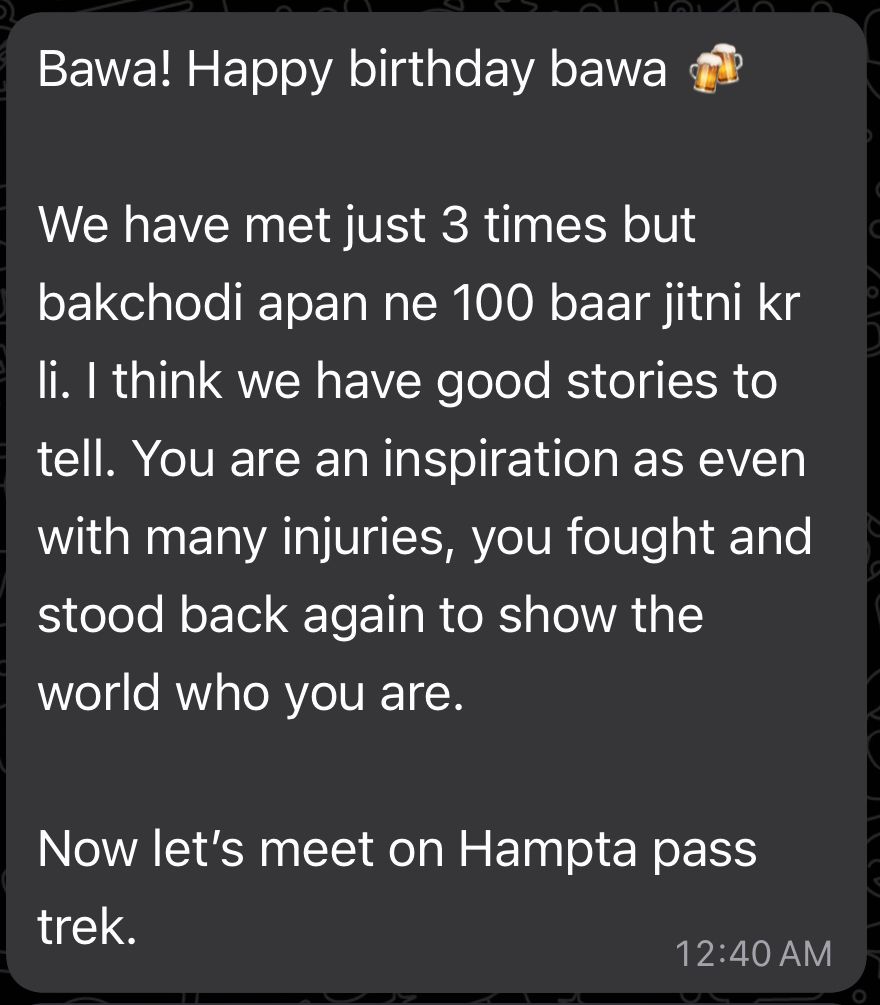 Bawa! Happy birthday bawa 🍻
We have met just 3 times but
bakchodi apan ne 100 baar jitni kr
li. I think we have good stories to
tell. You are an inspiration as even
with many injuries, you fought and
stood back again to show the
world who you are.
Now let’s meet on Hampta pass
trek.
12:40 AM